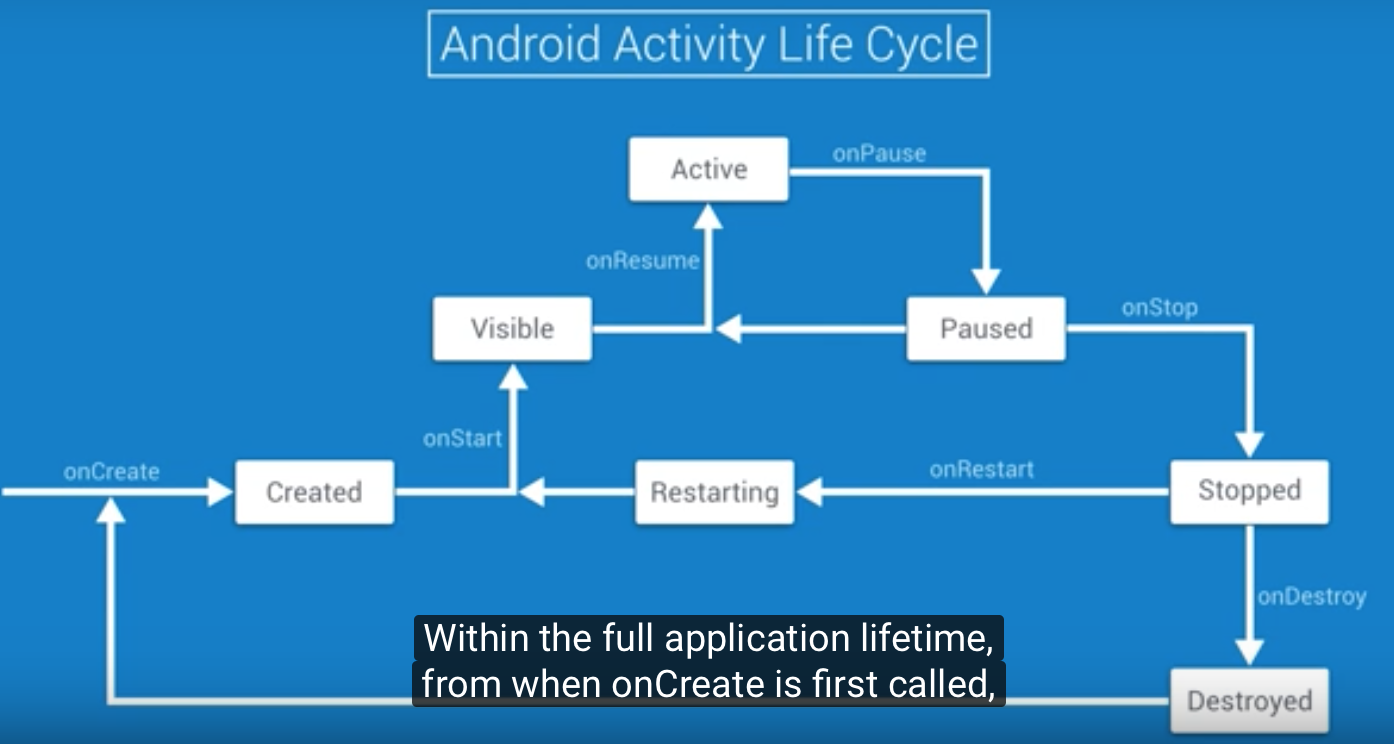 Android Activity Life Cycle
Active
onPause
onResume
Visible
Paused
onStop
onStart
onCreate
Created
Restarting
onRestart
Stopped
onDestroy
Within the full application lifetime,
from when onCreate is first called,
Destroyed